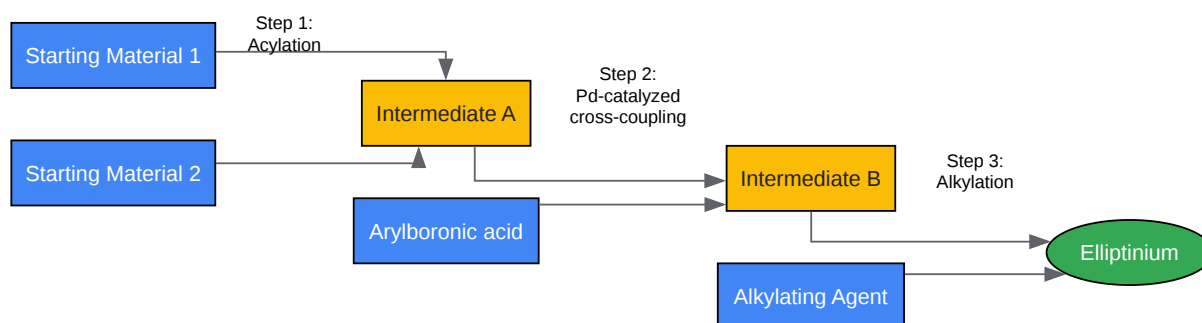 Step 1:
Acylation
Starting Material 1
Step 2:
Pd-catalyzed
cross-coupling
Intermediate A
Starting Material 2
Step 3:
Alkylation
Intermediate B
Arylboronic acid
Elliptinium
Alkylating Agent